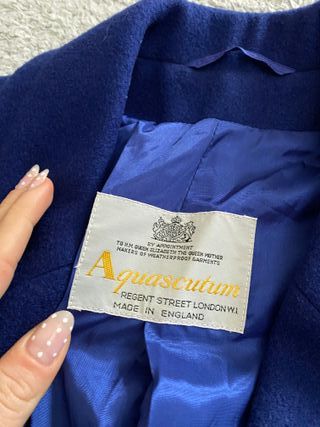 BY APPOINTMENT
TO H.M. QUEEN ELIZABETH THE QUEEN MOTHER
MAKERS OF WEATHERPROOF GARMENTS
Aquascutum
REGENT STREET LONDON W.1.
MADE IN ENGLAND